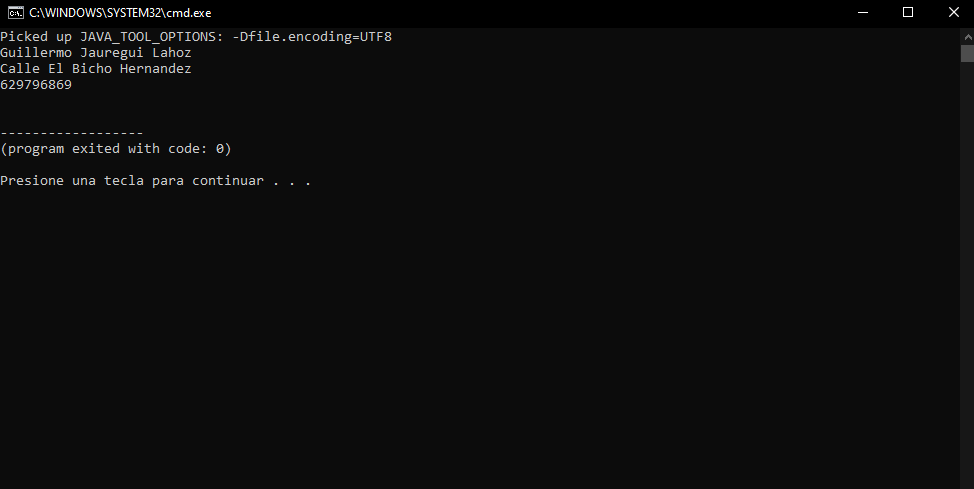 C:\WINDOWS\SYSTEM32\cmd.exe
Picked up JAVA_TOOL_OPTIONS: -Dfile.encoding=UTF8
Guillermo Jauregui Lahoz
Calle El Bicho Hernandez
629796869
------------------
(program exited with code: 0)
Presione una tecla para continuar . . .